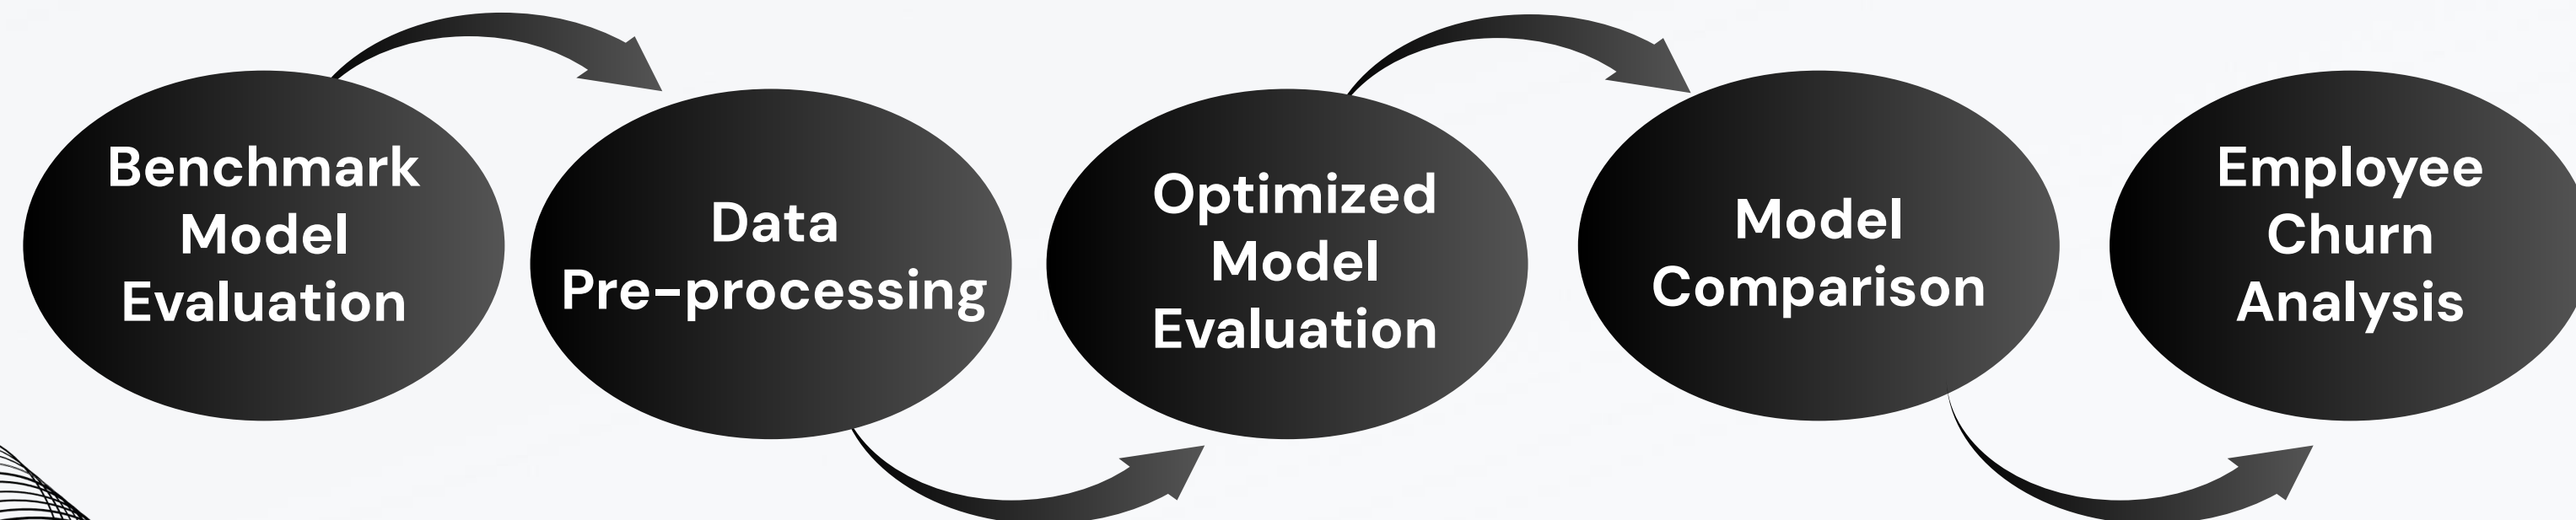 Benchmark
Model
Evaluation
Data
Pre-processing
Optimized
Model
Evaluation
Model
Comparison
Employee
Churn
Analysis